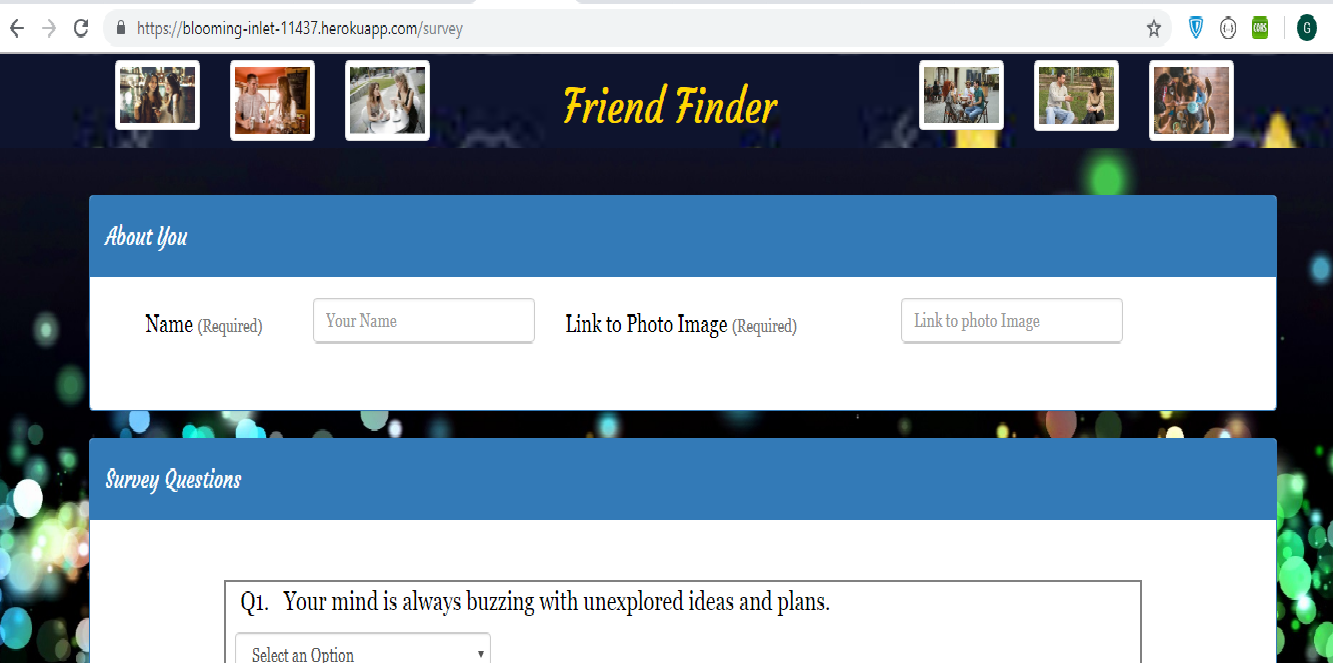 https://blooming-inlet-11437.herokuapp.com/survey
CORS
G
Friend Finder
About You
Name (Required) Your Name Link to Photo Image (Required) Link to photo Image
Survey Questions
Q1. Your mind is always buzzing with unexplored ideas and plans.
Select an Option